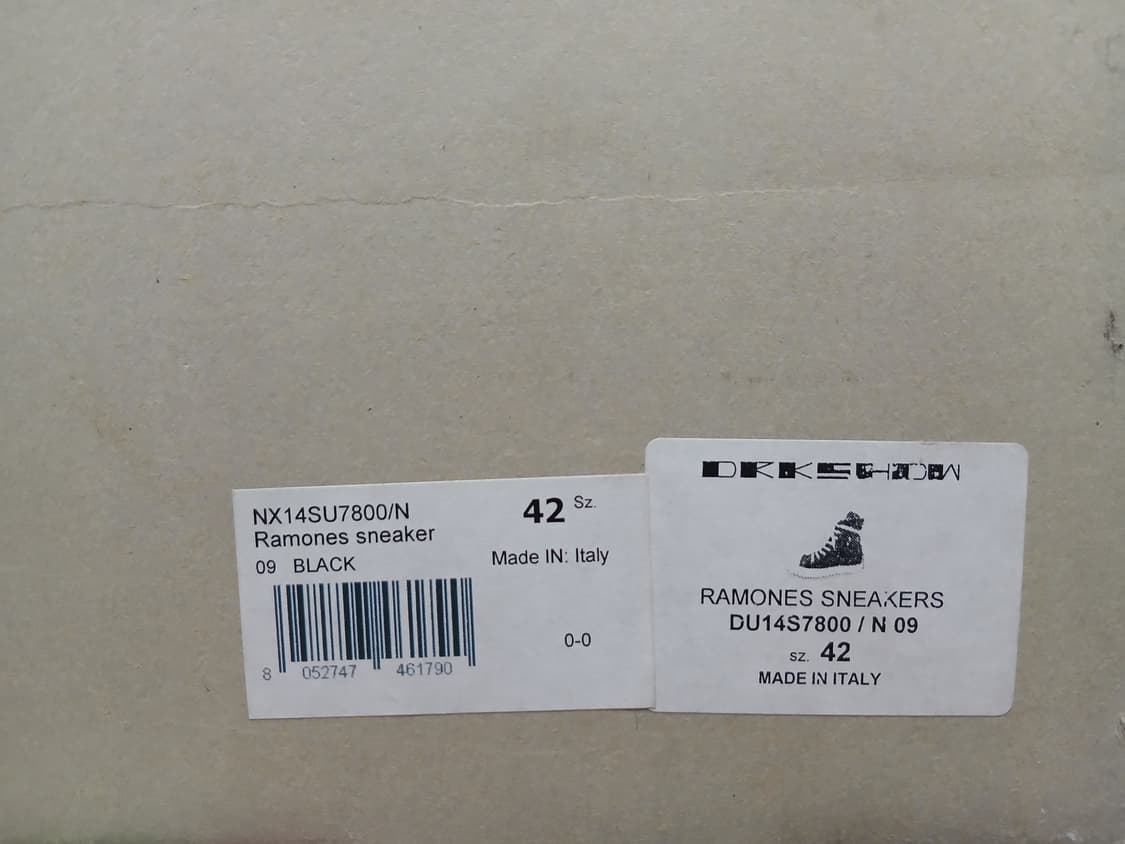 NX14SU7800/N
Ramones sneaker
09 BLACK
42 Sz.
Made IN: Italy
0-0
8 052747 461790
DRKSHDW
RAMONES SNEAKERS
DU14S7800 / N 09
sz. 42
MADE IN ITALY